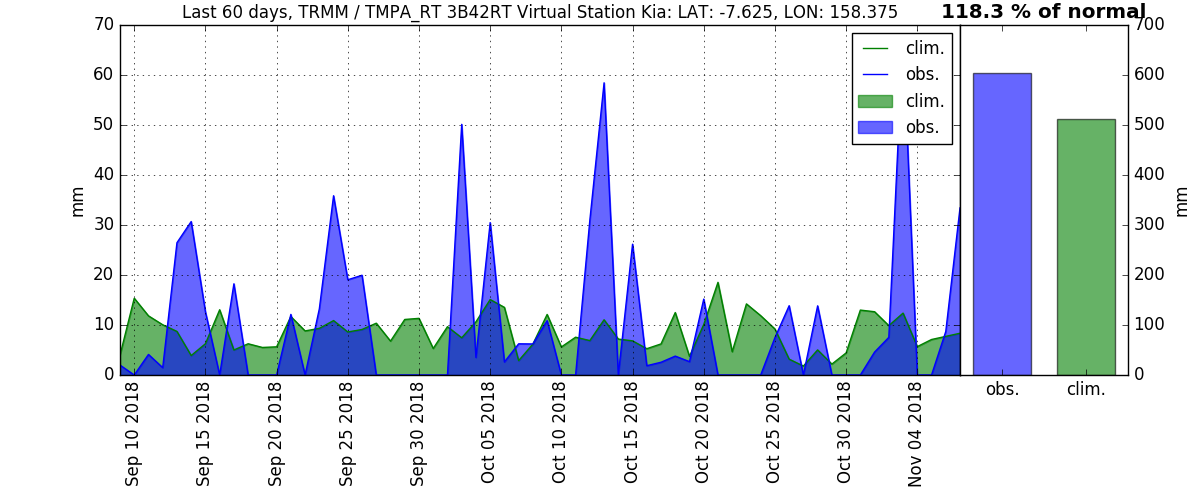 Last 60 days, TRMM / TMPA_RT 3B42RT Virtual Station Kia: LAT: -7.625, LON: 158.375
118.3 % of normal
70
60
50
40
30
20
10
0
mm
clim.
obs.
clim.
obs.
Sep 10 2018
Sep 15 2018
Sep 20 2018
Sep 25 2018
Sep 30 2018
Oct 05 2018
Oct 10 2018
Oct 15 2018
Oct 20 2018
Oct 25 2018
Oct 30 2018
Nov 04 2018
700
600
500
400
300
200
100
0
mm
obs.
clim.